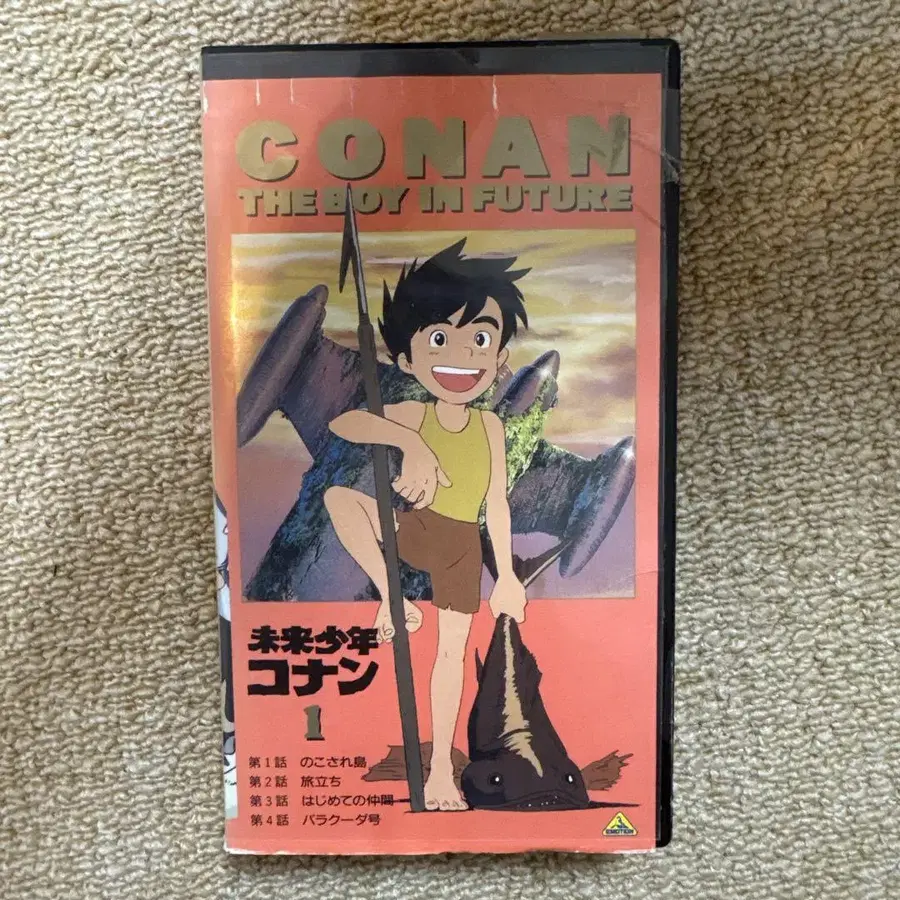 CONAN
THE BOY IN FUTURE
未来少年
コナン
1
第1話 のこされ島
第2話 旅立ち
第3話 はじめての仲間
第4話 バラクーダ号
EMOTION